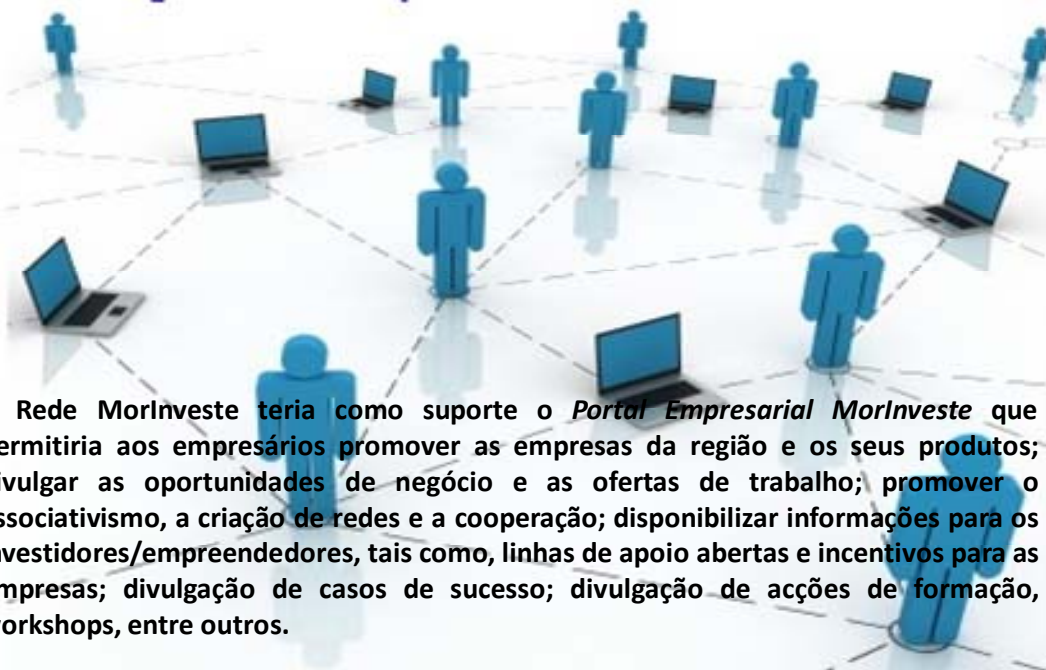 Rede MorInveste teria como suporte o Portal Empresarial MorInveste que
ermitiria aos empresários promover as empresas da região e os seus produtos;
ivulgar as oportunidades de negócio e as ofertas de trabalho; promover o
ssociativismo, a criação de redes e a cooperação; disponibilizar informações para os
nvestidores/empreendedores, tais como, linhas de apoio abertas e incentivos para as
mpresas; divulgação de casos de sucesso; divulgação de acções de formação,
workshops, entre outros.